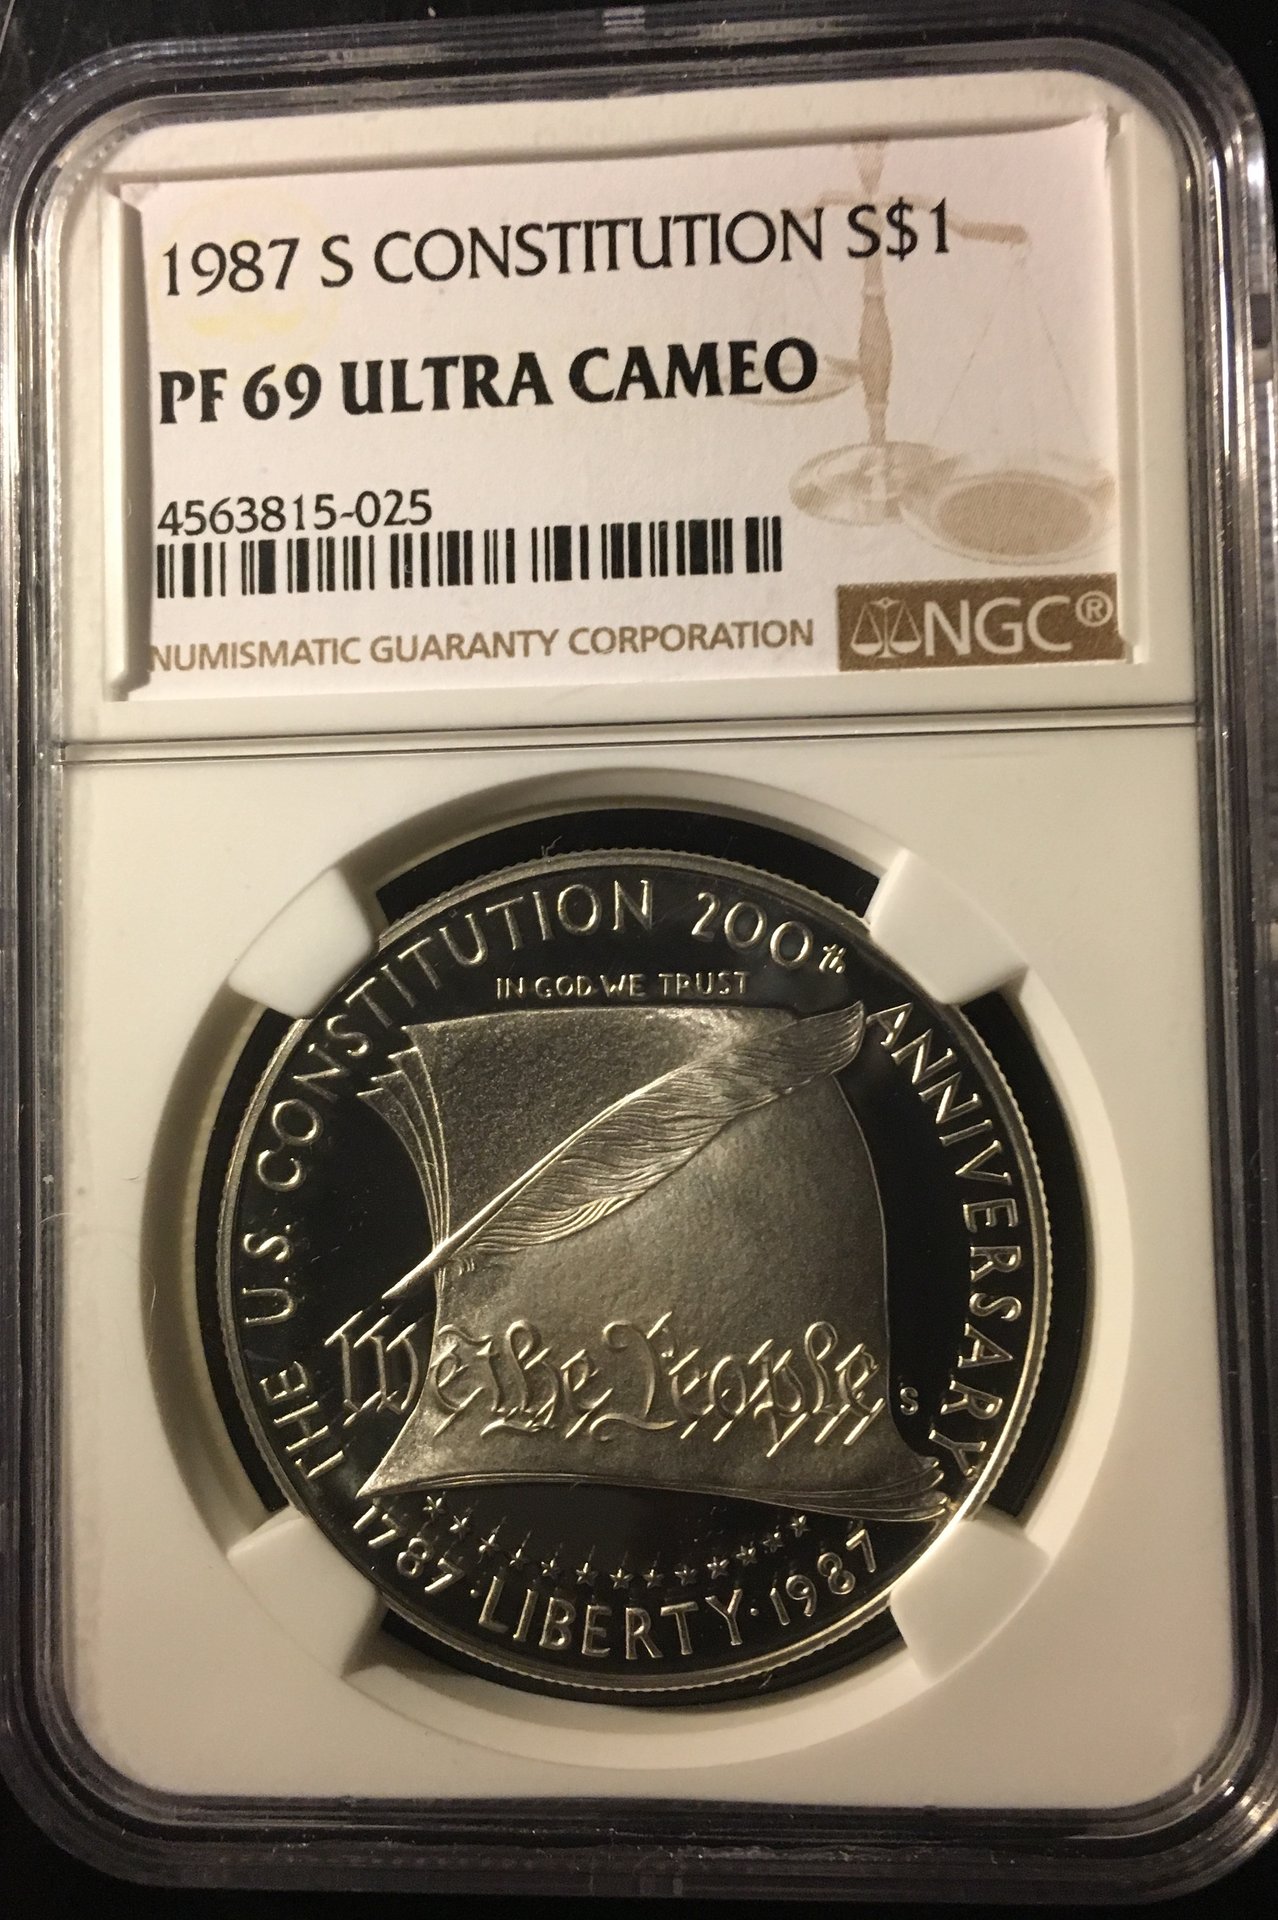 1987 S CONSTITUTION S$1
PF 69 ULTRA CAMEO
4563815-025
NUMISMATIC GUARANTY CORPORATION
NGC®
THE U.S. CONSTITUTION 200th ANNIVERSARY
IN GOD WE TRUST
We the People
S
1787 · LIBERTY · 1987